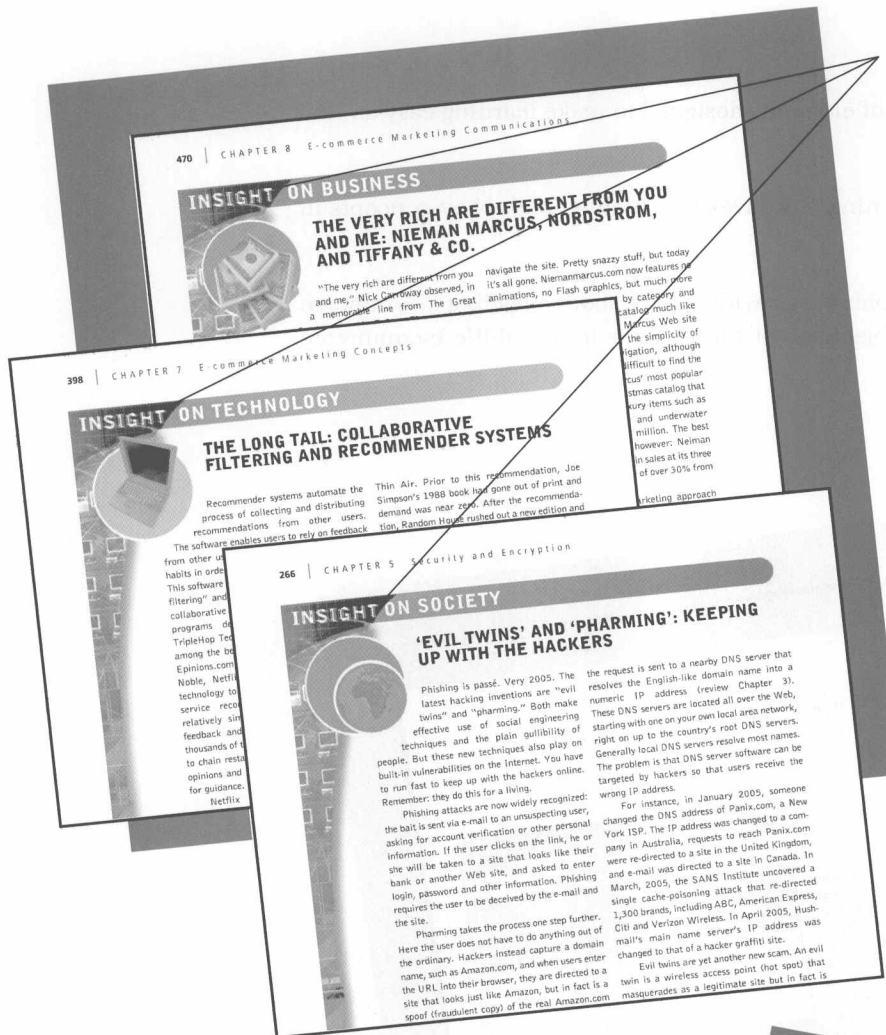 470 | CHAPTER 8 E-commerce Marketing Communications
INSIGHT ON BUSINESS
THE VERY RICH ARE DIFFERENT FROM YOU
AND ME: NIEMAN MARCUS, NORDSTROM,
AND TIFFANY & CO.
"The very rich are different from you
and me," Nick Carroway observed, in
a memorable line from The Great
navigate the site. Pretty snazzy stuff, but today
it's all gone. Niemanmarcus.com now features no
animations, no Flash graphics, but much more
by category and
catalog much like
Marcus Web site
the simplicity of
igation, although
difficult to find the
rcus' most popular
stmas catalog that
xury items such as
and underwater
million. The best
however: Neiman
in sales at its three
of over 30% from
arketing approach
398 | CHAPTER 7 E-commerce Marketing Concepts
INSIGHT ON TECHNOLOGY
THE LONG TAIL: COLLABORATIVE
FILTERING AND RECOMMENDER SYSTEMS
Recommender systems automate the
process of collecting and distributing
recommendations from other users.
The software enables users to rely on feedback
from other us
habits in orde
This software
filtering" and
collaborative
programs de
TripleHop Tec
among the be
Epinions.com
Noble, Netfli
technology to
service reco
relatively sim
feedback and
thousands of t
to chain resta
opinions and
for guidance.
Netflix
Thin Air. Prior to this recommendation, Joe
Simpson's 1988 book had gone out of print and
demand was near zero. After the recommenda-
tion, Random House rushed out a new edition and
266 | CHAPTER 5 Security and Encryption
INSIGHT ON SOCIETY
'EVIL TWINS' AND 'PHARMING': KEEPING
UP WITH THE HACKERS
Phishing is passé. Very 2005. The
latest hacking inventions are "evil
twins" and "pharming." Both make
effective use of social engineering
techniques and the plain gullibility of
people. But these new techniques also play on
built-in vulnerabilities on the Internet. You have
to run fast to keep up with the hackers online.
Remember: they do this for a living.
Phishing attacks are now widely recognized:
the bait is sent via e-mail to an unsuspecting user,
asking for account verification or other personal
information. If the user clicks on the link, he or
she will be taken to a site that looks like their
bank or another Web site, and asked to enter
login, password and other information. Phishing
requires the user to be deceived by the e-mail and
the site.
Pharming takes the process one step further.
Here the user does not have to do anything out of
the ordinary. Hackers instead capture a domain
name, such as Amazon.com, and when users enter
the URL into their browser, they are directed to a
site that looks just like Amazon, but in fact is a
spoof (fraudulent copy) of the real Amazon.com
the request is sent to a nearby DNS server that
resolves the English-like domain name into a
numeric IP address (review Chapter 3).
These DNS servers are located all over the Web,
starting with one on your own local area network,
right on up to the country's root DNS servers.
Generally local DNS servers resolve most names.
The problem is that DNS server software can be
targeted by hackers so that users receive the
wrong IP address.
For instance, in January 2005, someone
changed the DNS address of Panix.com, a New
York ISP. The IP address was changed to a com-
pany in Australia, requests to reach Panix.com
were re-directed to a site in the United Kingdom,
and e-mail was directed to a site in Canada. In
March, 2005, the SANS Institute uncovered a
single cache-poisoning attack that re-directed
1,300 brands, including ABC, American Express,
Citi and Verizon Wireless. In April 2005, Hush-
mail's main name server's IP address was
changed to that of a hacker graffiti site.
Evil twins are yet another new scam. An evil
twin is a wireless access point (hot spot) that
masquerades as a legitimate site but in fact is